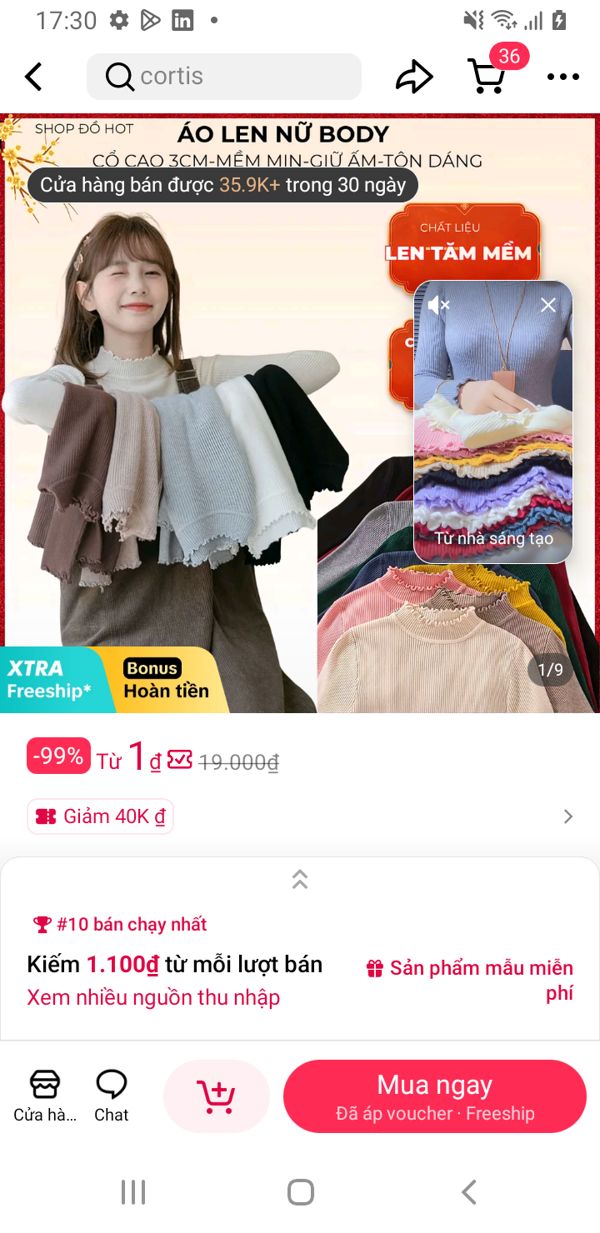 17:30
36
cortis
SHOP ĐỒ HOT
ÁO LEN NỮ BODY
CỔ CAO 3CM-MỀM MỊN-GIỮ ẤM-TÔN DÁNG
Cửa hàng bán được 35.9K+ trong 30 ngày
CHẤT LIỆU
LEN TĂM MỀM
Từ nhà sáng tạo
1/9
XTRA
Freeship*
Bonus
Hoàn tiền
-99% Từ 1đ 19.000đ
Giảm 40K đ
#10 bán chạy nhất
Kiếm 1.100đ từ mỗi lượt bán
Xem nhiều nguồn thu nhập
Sản phẩm mẫu miễn
phí
Cửa hà...
Chat
Mua ngay
Đã áp voucher · Freeship